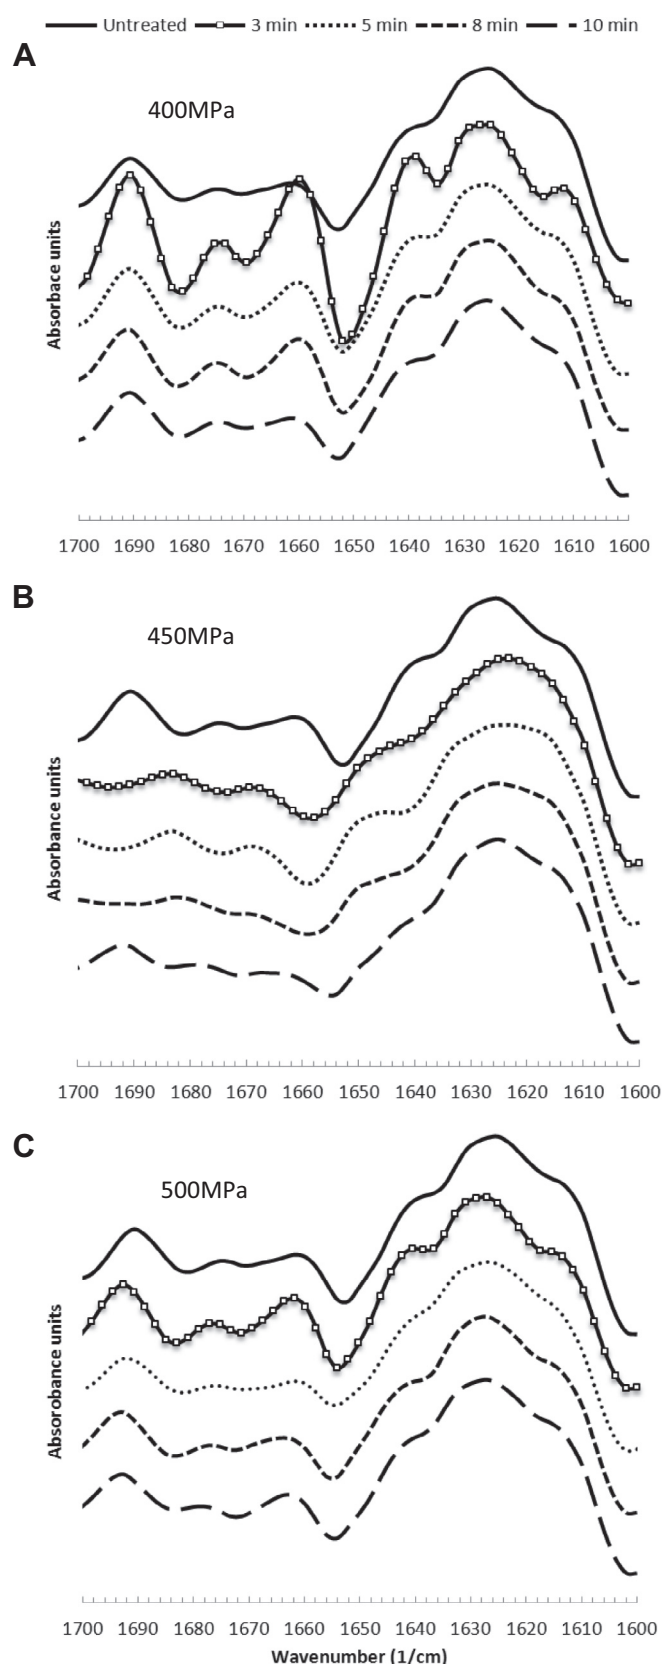 Untreated 3 min 5 min 8 min 10 min
A
400MPa
Absorbace units
1700 1690 1680 1670 1660 1650 1640 1630 1620 1610 1600
B
450MPa
Absorbance units
1700 1690 1680 1670 1660 1650 1640 1630 1620 1610 1600
C
500MPa
Absorobance units
1700 1690 1680 1670 1660 1650 1640 1630 1620 1610 1600
Wavenumber (1/cm)